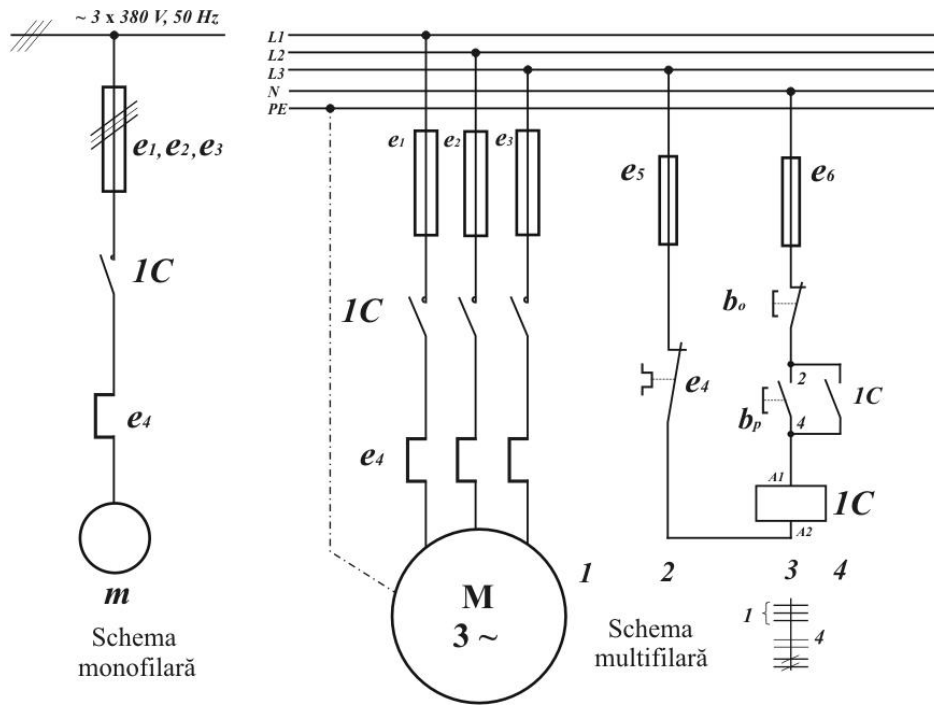 ~ 3 x 380 V, 50 Hz
e1, e2, e3
1C
e4
m
Schema
monofilară
L1
L2
L3
N
PE
e1
e2
e3
e5
e6
1C
bo
e4
2
1C
bp
4
e4
A1
1C
A2
M
3 ~
1
2
3
4
Schema
multifilară
1
4